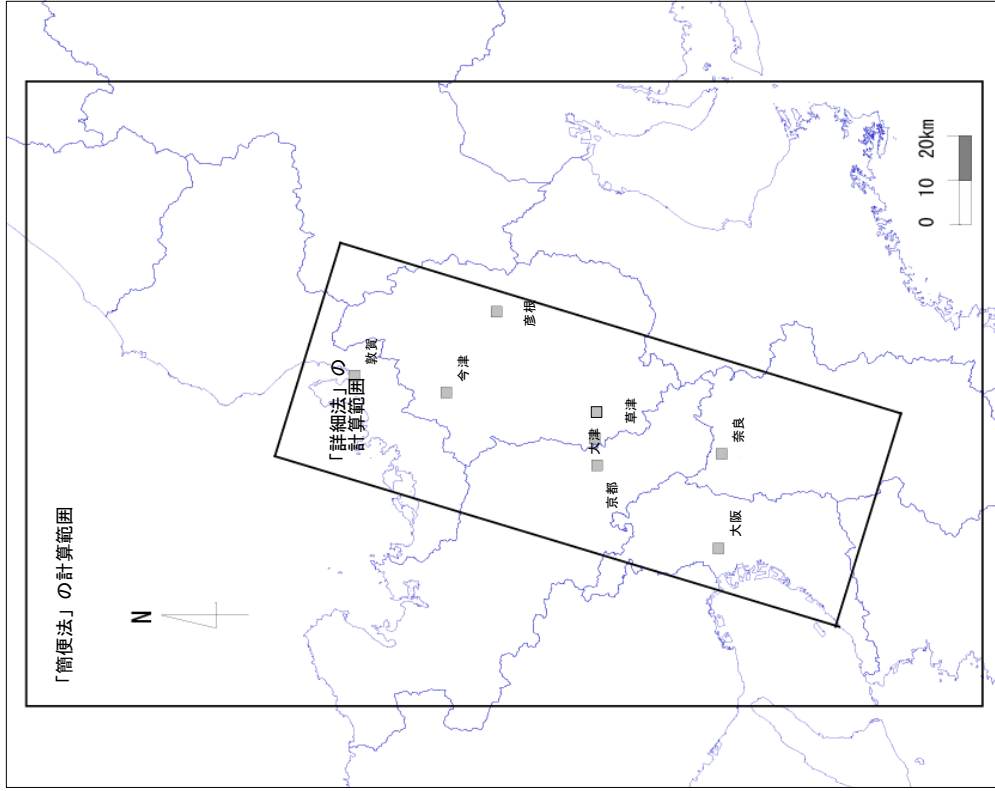 「簡便法」の計算範囲
N
「詳細法」の
計算範囲
敦賀
今津
彦根
大津
草津
京都
奈良
大阪
0 10 20km